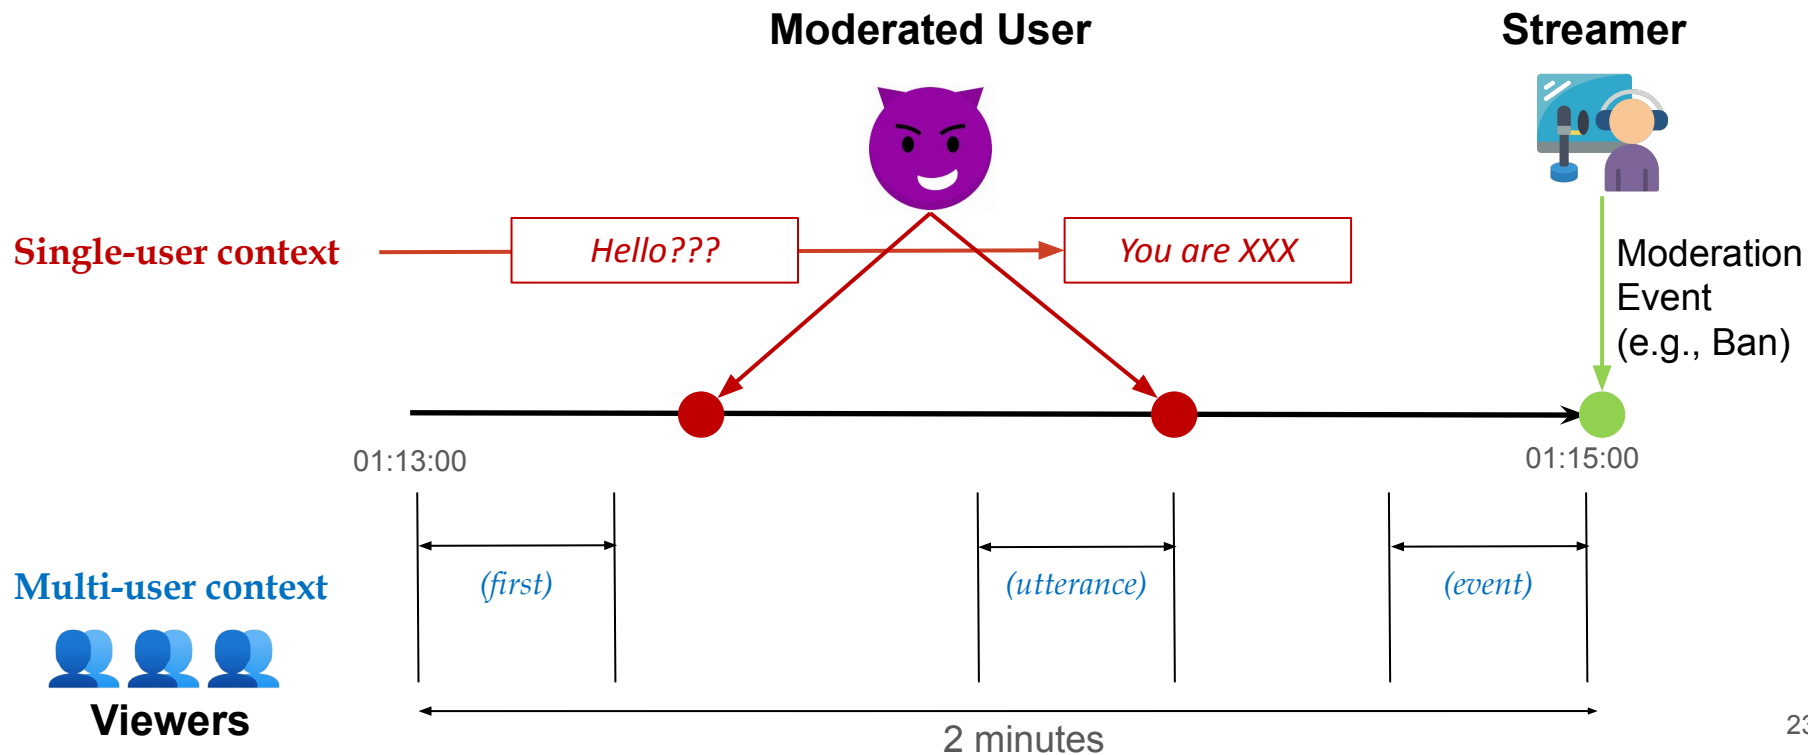 Moderated User
Streamer
Single-user context
Hello???
You are XXX
Moderation
Event
(e.g., Ban)
01:13:00
01:15:00
Multi-user context
(first)
(utterance)
(event)
Viewers
2 minutes
23